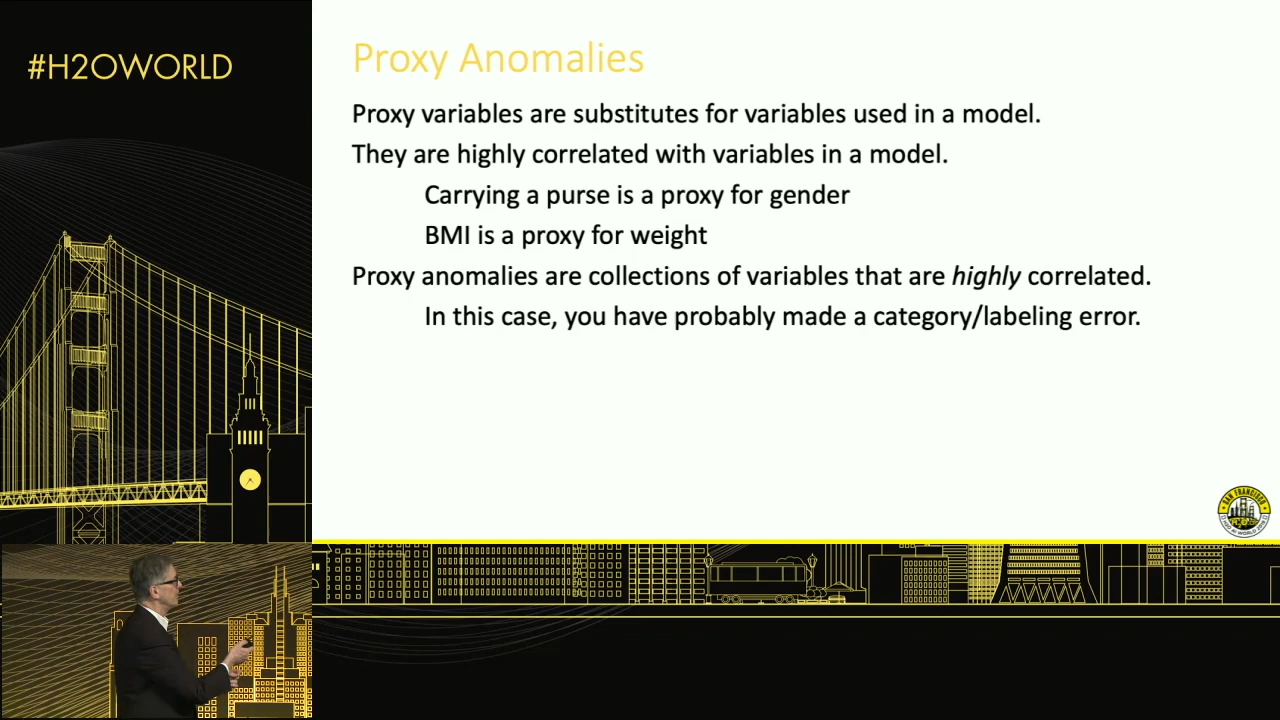 #H2OWORLD
Proxy Anomalies
Proxy variables are substitutes for variables used in a model.
They are highly correlated with variables in a model.
Carrying a purse is a proxy for gender
BMI is a proxy for weight
Proxy anomalies are collections of variables that are highly correlated.
In this case, you have probably made a category/labeling error.
SAN FRANCISCO